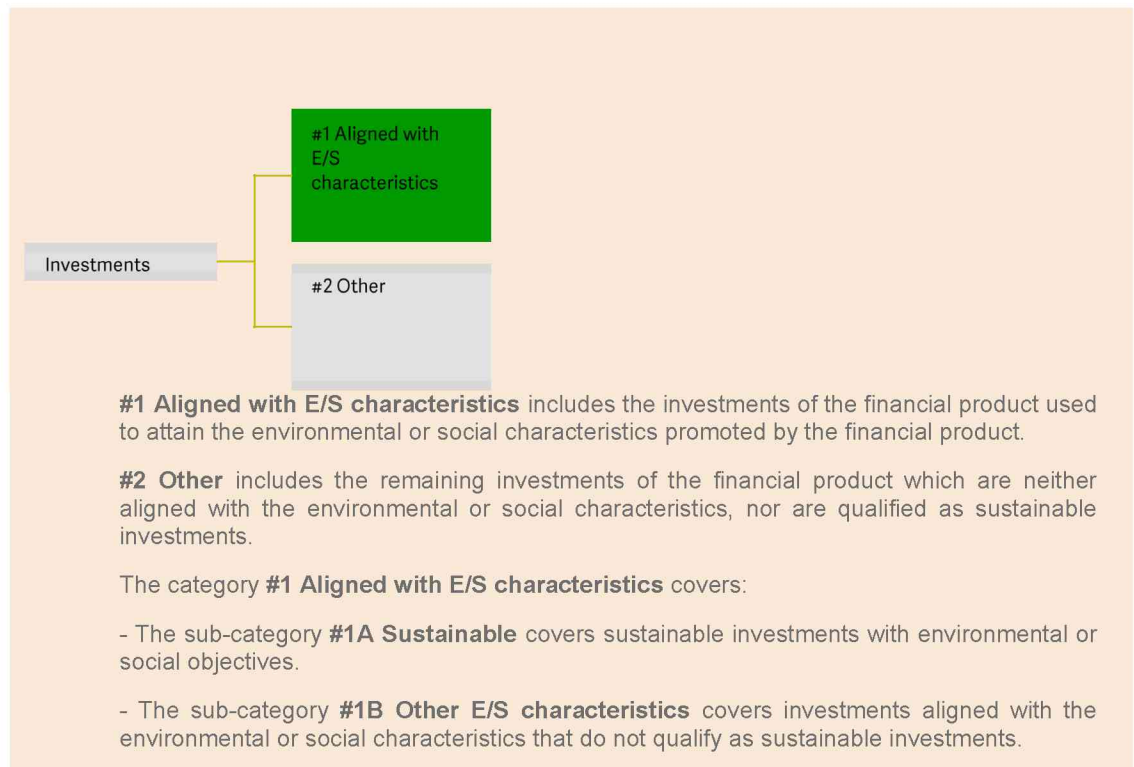 #1 Aligned with
E/S
characteristics
Investments
#2 Other
#1 Aligned with E/S characteristics includes the investments of the financial product used
to attain the environmental or social characteristics promoted by the financial product.
#2 Other includes the remaining investments of the financial product which are neither
aligned with the environmental or social characteristics, nor are qualified as sustainable
investments.
The category #1 Aligned with E/S characteristics covers:
- The sub-category #1A Sustainable covers sustainable investments with environmental or
social objectives.
- The sub-category #1B Other E/S characteristics covers investments aligned with the
environmental or social characteristics that do not qualify as sustainable investments.